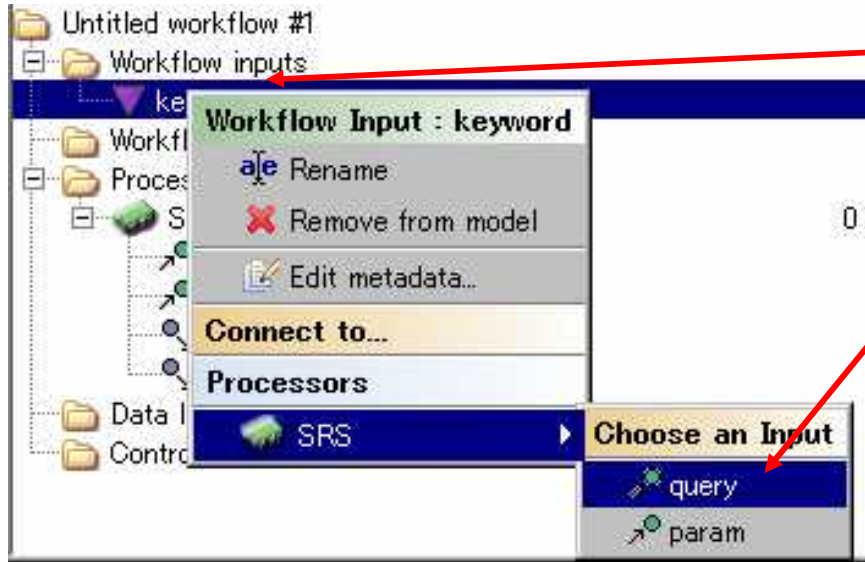 Untitled workflow #1
Workflow inputs
ke
Workfl
Proces
S
0
Data I
Contro
Workflow Input : keyword
Rename
Remove from model
Edit metadata...
Connect to...
Processors
SRS
Choose an Input
query
param